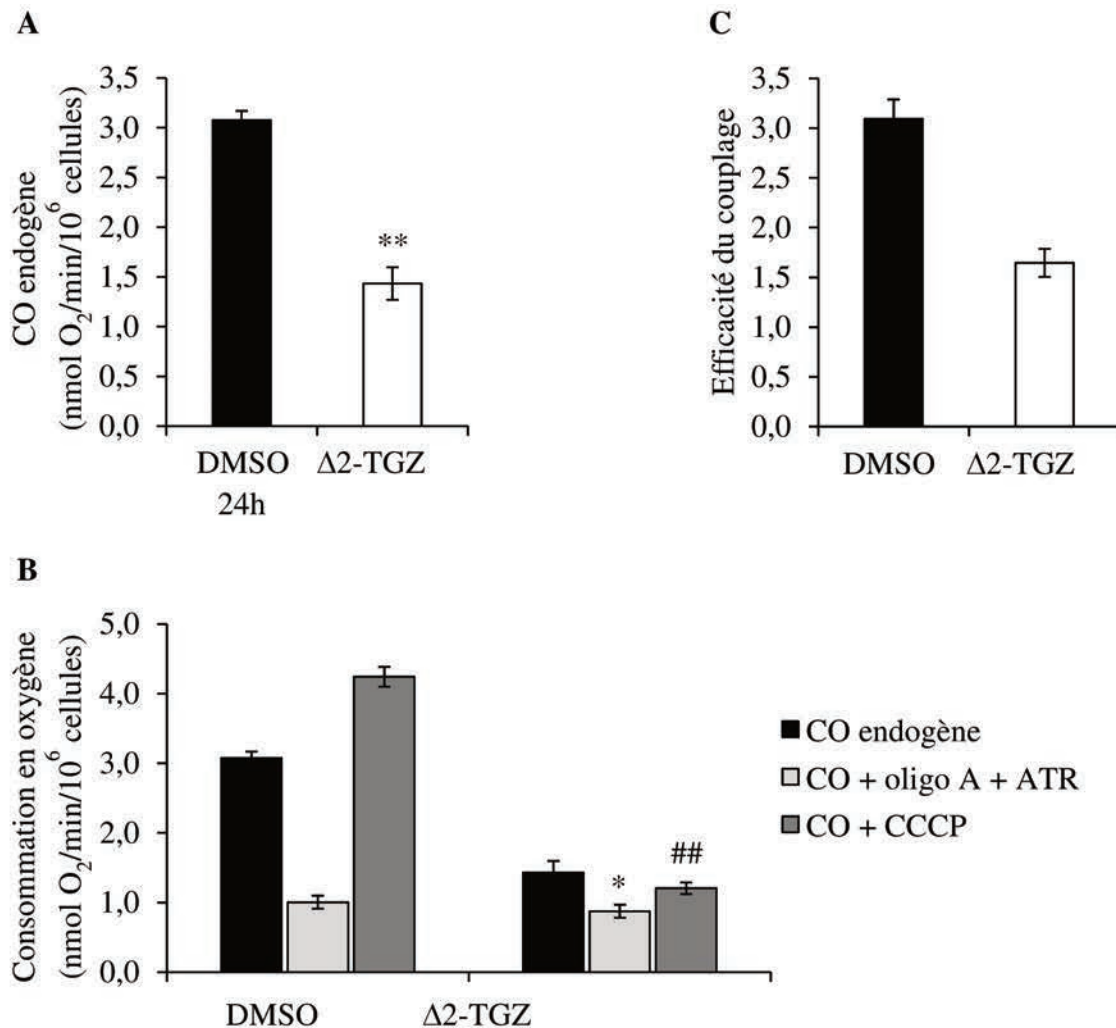 A
CO endogène
(nmol O2/min/10^6 cellules)
3,5
3,0
2,5
2,0
1,5
1,0
0,5
0,0
**
DMSO
24h
Δ2-TGZ
C
Efficacité du couplage
3,5
3,0
2,5
2,0
1,5
1,0
0,5
0,0
DMSO
Δ2-TGZ
B
Consommation en oxygène
(nmol O2/min/10^6 cellules)
5,0
4,0
3,0
2,0
1,0
0,0
*
##
DMSO
Δ2-TGZ
CO endogène
CO + oligo A + ATR
CO + CCCP